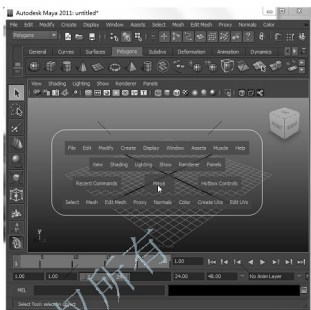 Autodesk Maya 2011: untitled*
File Edit Modify Create Display Window Assets Select Mesh Edit Mesh Proxy Normals Color
Polygons
General Curves Surfaces Polygons Subdivs Deformation Animation Dynamics
View Shading Lighting Show Renderer Panels
File Edit Modify Create Display Window Assets Muscle Help
View Shading Lighting Show Renderer Panels
Recent Commands Maya Hotbox Controls
Select Mesh Edit Mesh Proxy Normals Color Create UVs Edit UVs
y
1.00
1.00 1.00 24.00 48.00 No Anim Layer
MEL
Select Tool: select an object
所有